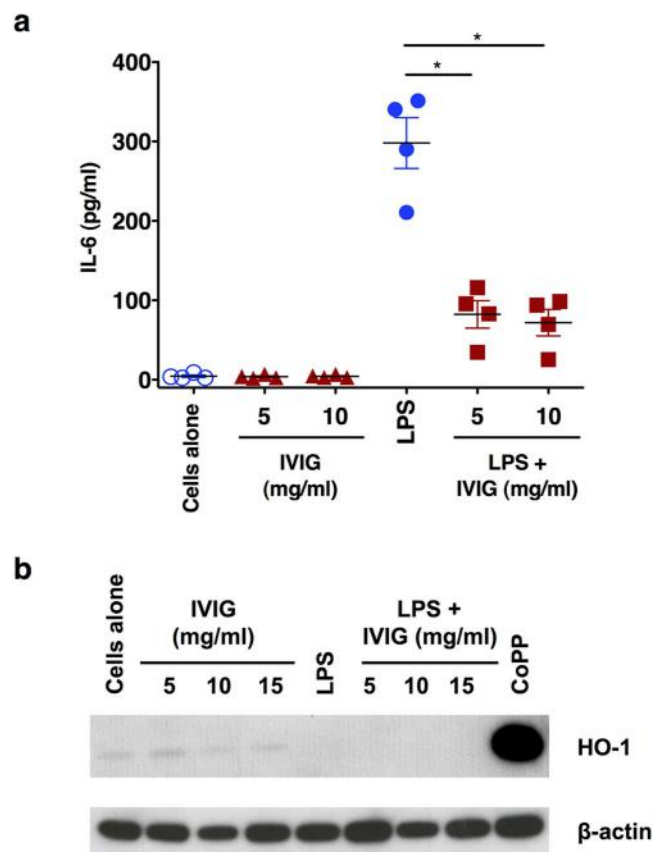 a
*
*
400
300
200
100
0
IL-6 (pg/ml)
Cells alone
5
10
IVIG
(mg/ml)
LPS
5
10
LPS +
IVIG (mg/ml)
b
Cells alone
IVIG
(mg/ml)
5
10
15
LPS
LPS +
IVIG (mg/ml)
5
10
15
CoPP
HO-1
β-actin